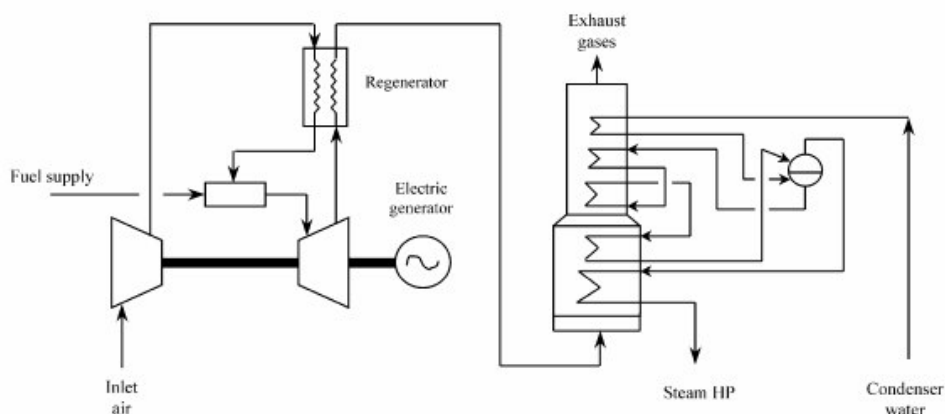 Exhaust
gases
Regenerator
Fuel supply
Electric
generator
Inlet
air
Steam HP
Condenser
water